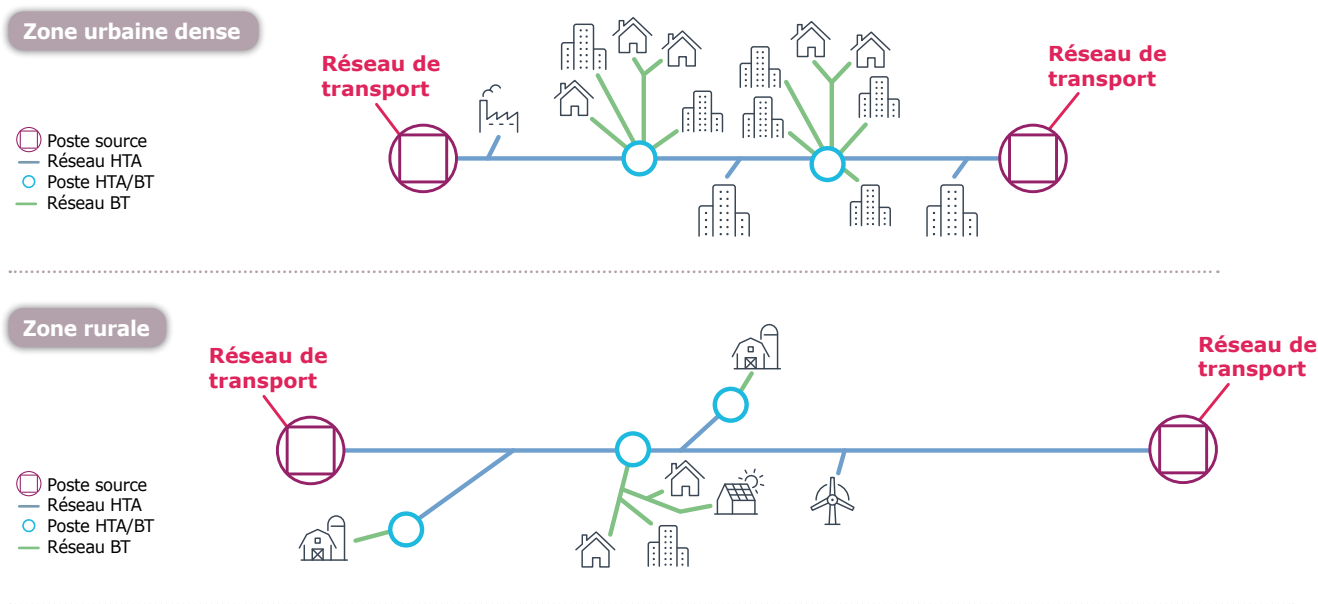 Zone urbaine dense
Réseau de
transport
Réseau de
transport
Poste source
Réseau HTA
Poste HTA/BT
Réseau BT
Zone rurale
Réseau de
transport
Réseau de
transport
Poste source
Réseau HTA
Poste HTA/BT
Réseau BT